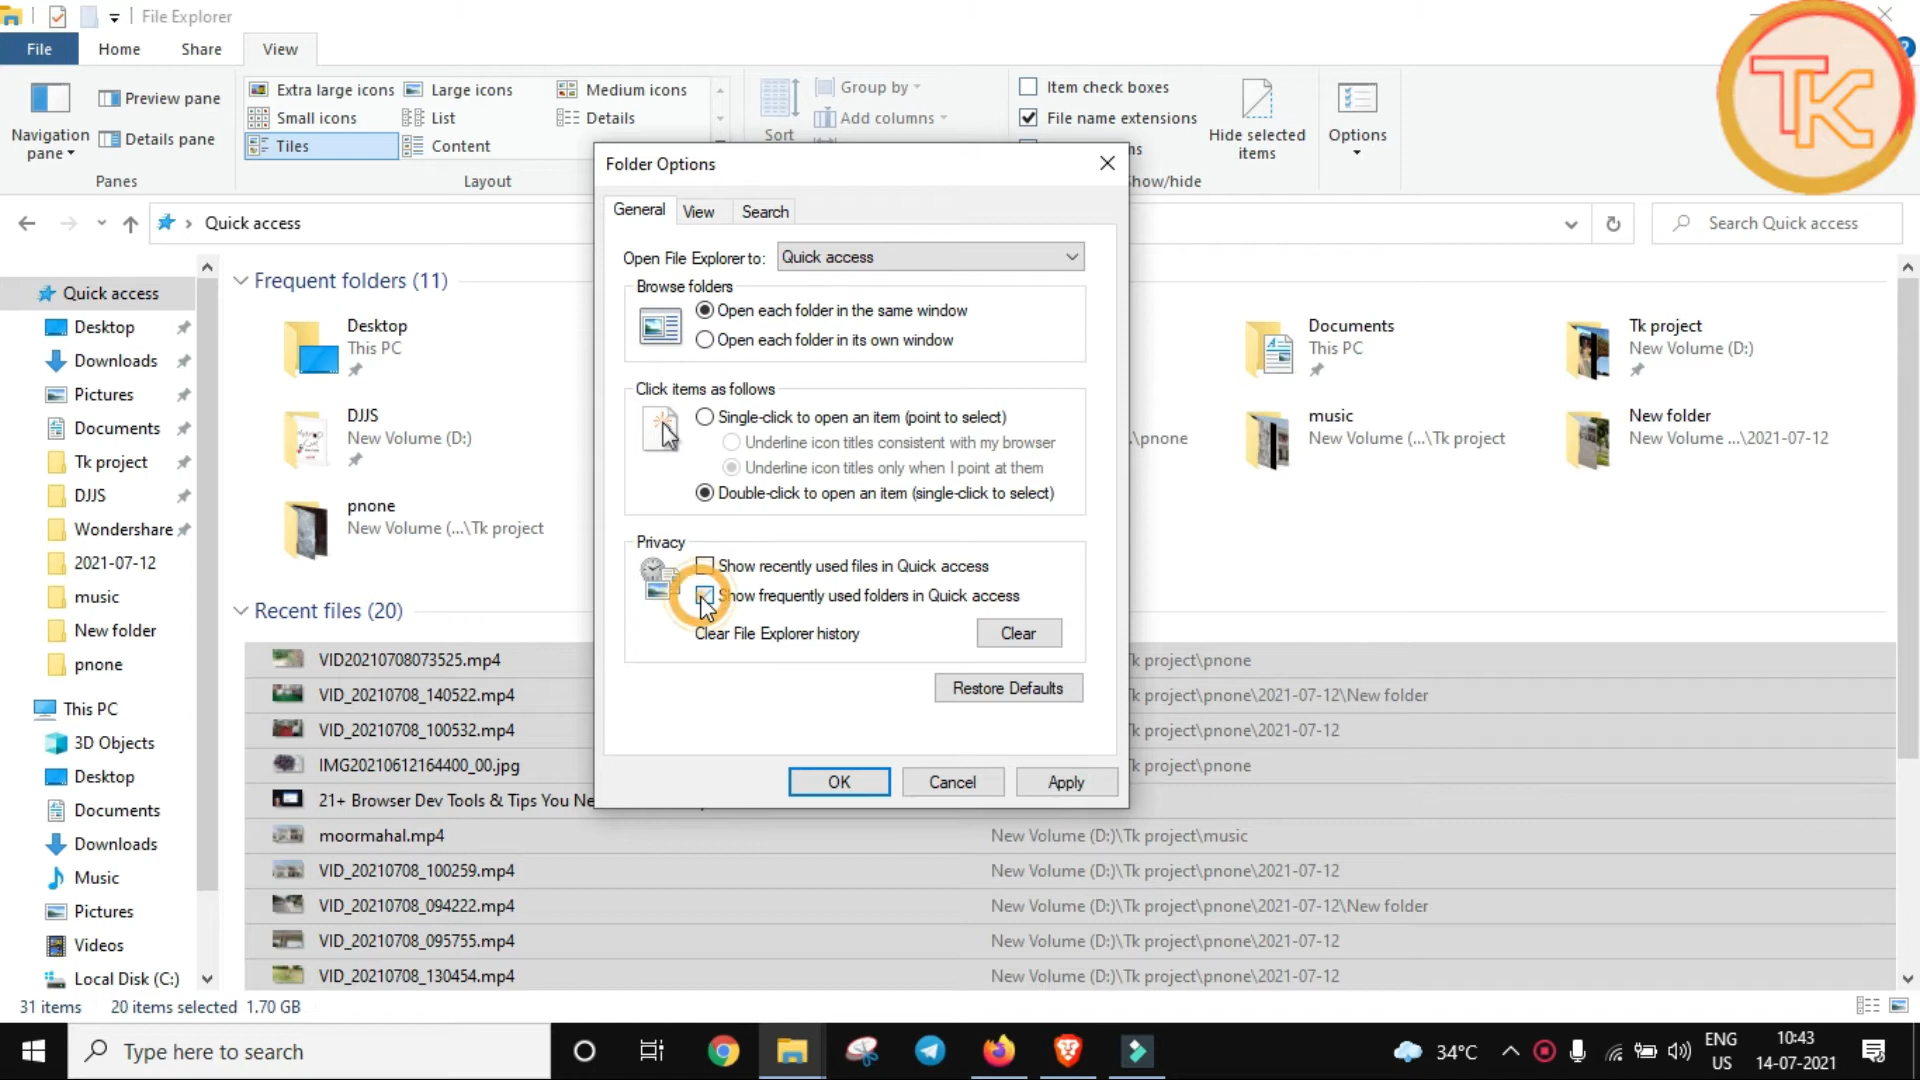 File Explorer
File Home Share View
Navigation pane
Preview pane
Details pane
Panes
Extra large icons Large icons Medium icons
Small icons List Details
Tiles Content
Layout
Sort
Group by
Add columns
Item check boxes
File name extensions
Hide selected items
Show/hide
Options
TK
Quick access
Search Quick access
Quick access
Desktop
Downloads
Pictures
Documents
Tk project
DJJS
Wondershare
2021-07-12
music
New folder
pnone
This PC
3D Objects
Desktop
Documents
Downloads
Music
Pictures
Videos
Local Disk (C:)
Frequent folders (11)
Desktop
This PC
Documents
This PC
Tk project
New Volume (D:)
DJJS
New Volume (D:)
\pnone
music
New Volume (...\Tk project
New folder
New Volume ...\2021-07-12
pnone
New Volume (...\Tk project
Recent files (20)
VID20210708073525.mp4 Tk project\pnone
VID_20210708_140522.mp4 Tk project\pnone\2021-07-12\New folder
VID_20210708_100532.mp4 Tk project\pnone\2021-07-12
IMG20210612164400_00.jpg Tk project\pnone
21+ Browser Dev Tools & Tips You Ne
moormahal.mp4 New Volume (D:)\Tk project\music
VID_20210708_100259.mp4 New Volume (D:)\Tk project\pnone\2021-07-12
VID_20210708_094222.mp4 New Volume (D:)\Tk project\pnone\2021-07-12\New folder
VID_20210708_095755.mp4 New Volume (D:)\Tk project\pnone\2021-07-12
VID_20210708_130454.mp4 New Volume (D:)\Tk project\pnone\2021-07-12
Folder Options
General View Search
Open File Explorer to: Quick access
Browse folders
Open each folder in the same window
Open each folder in its own window
Click items as follows
Single-click to open an item (point to select)
Underline icon titles consistent with my browser
Underline icon titles only when I point at them
Double-click to open an item (single-click to select)
Privacy
Show recently used files in Quick access
Show frequently used folders in Quick access
Clear File Explorer history Clear
Restore Defaults
OK Cancel Apply
31 items 20 items selected 1.70 GB
Type here to search
34°C
ENG
US
10:43
14-07-2021